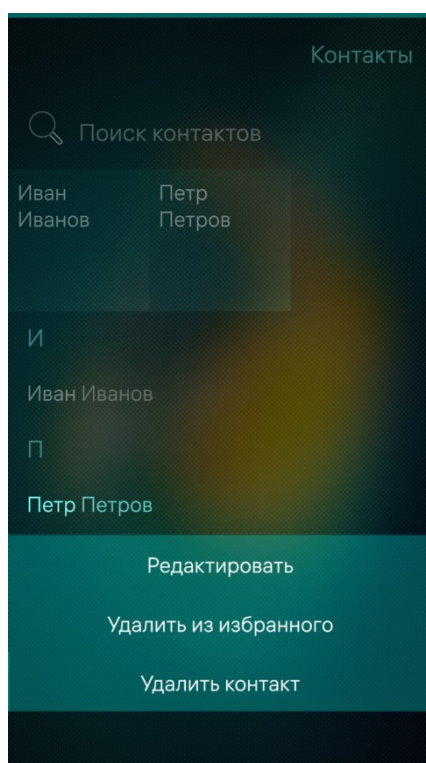 Контакты
Поиск контактов
Иван Петр
Иванов Петров
И
Иван Иванов
П
Петр Петров
Редактировать
Удалить из избранного
Удалить контакт